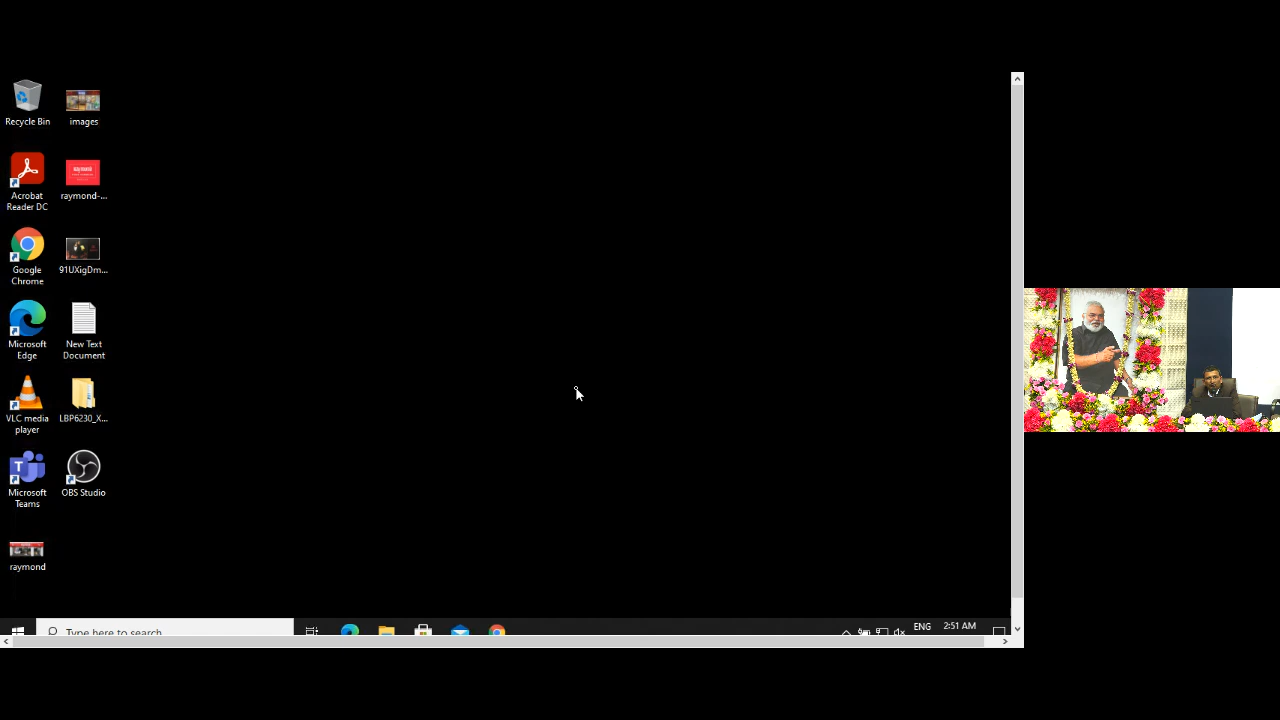 Recycle Bin
images
Acrobat
Reader DC
raymond-...
Google
Chrome
91UXigDm...
Microsoft
Edge
New Text
Document
VLC media
player
LBP6230_X...
Microsoft
Teams
OBS Studio
raymond
Type here to search
ENG
2:51 AM